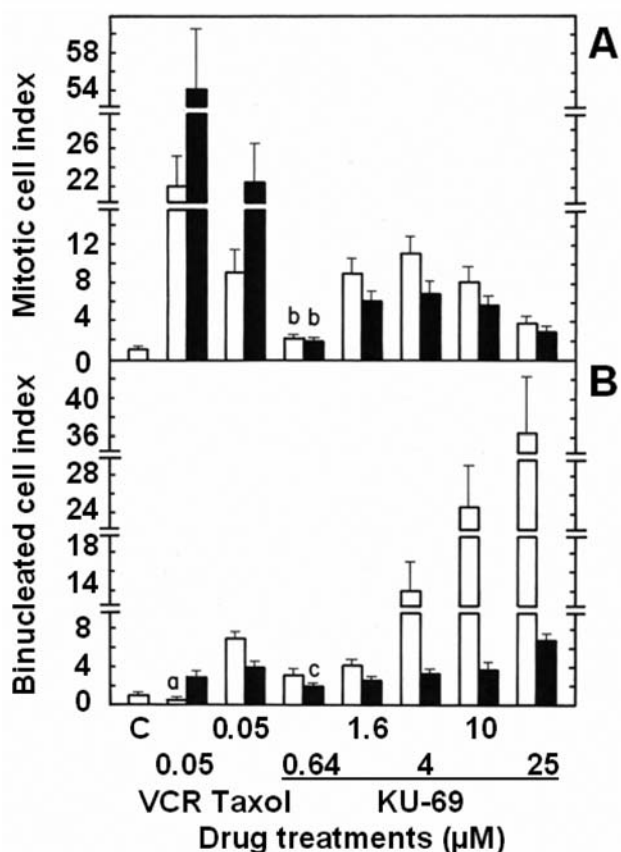 A
Mitotic cell index
58
54
26
22
12
8
4
0
b b
B
Binucleated cell index
40
36
28
24
18
14
8
4
0
a
c
C 0.05 1.6 10
0.05 0.64 4 25
VCR Taxol KU-69
Drug treatments (µM)